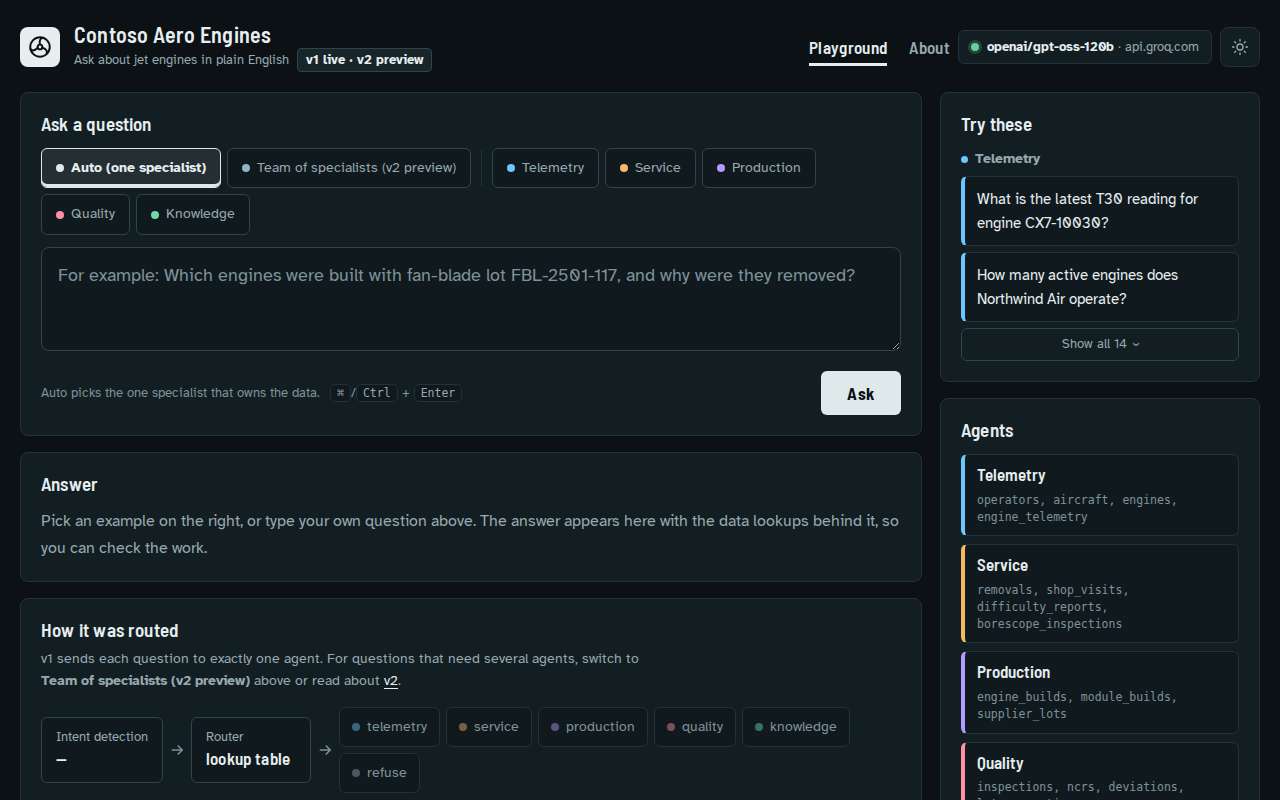 Contoso Aero Engines
Ask about jet engines in plain English
v1 live · v2 preview
Playground
About
openai/gpt-oss-120b · api.groq.com
Ask a question
Auto (one specialist)
Team of specialists (v2 preview)
Telemetry
Service
Production
Quality
Knowledge
For example: Which engines were built with fan-blade lot FBL-2501-117, and why were they removed?
Auto picks the one specialist that owns the data. ⌘ / Ctrl + Enter
Ask
Answer
Pick an example on the right, or type your own question above. The answer appears here with the data lookups behind it, so
you can check the work.
How it was routed
v1 sends each question to exactly one agent. For questions that need several agents, switch to
Team of specialists (v2 preview) above or read about v2.
Intent detection
—
→
Router
lookup table
→
telemetry
service
production
quality
knowledge
refuse
Try these
Telemetry
What is the latest T30 reading for
engine CX7-10030?
How many active engines does
Northwind Air operate?
Show all 14
Agents
Telemetry
operators, aircraft, engines,
engine_telemetry
Service
removals, shop_visits,
difficulty_reports,
borescope_inspections
Production
engine_builds, module_builds,
supplier_lots
Quality
inspections, ncrs, deviations,